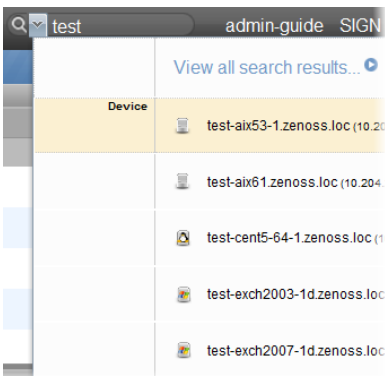 test admin-guide SIGN
View all search results...
Device
test-aix53-1.zenoss.loc (10.20
test-aix61.zenoss.loc (10.204
test-cent5-64-1.zenoss.loc (1
test-exch2003-1d.zenoss.loc
test-exch2007-1d.zenoss.loc